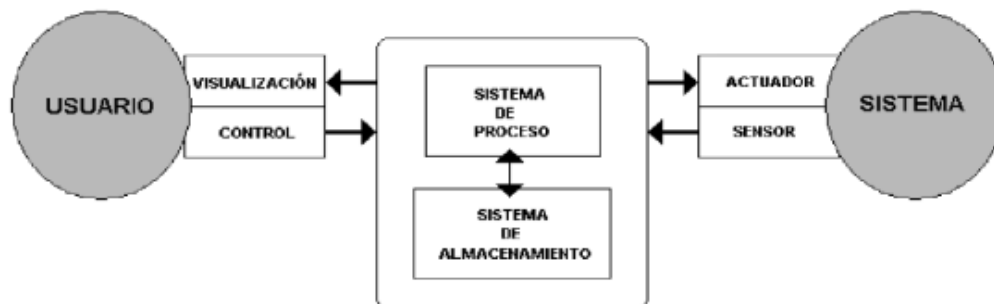 USUARIO
VISUALIZACIÓN
CONTROL
SISTEMA
DE
PROCESO
SISTEMA
DE
ALMACENAMIENTO
ACTUADOR
SENSOR
SISTEMA